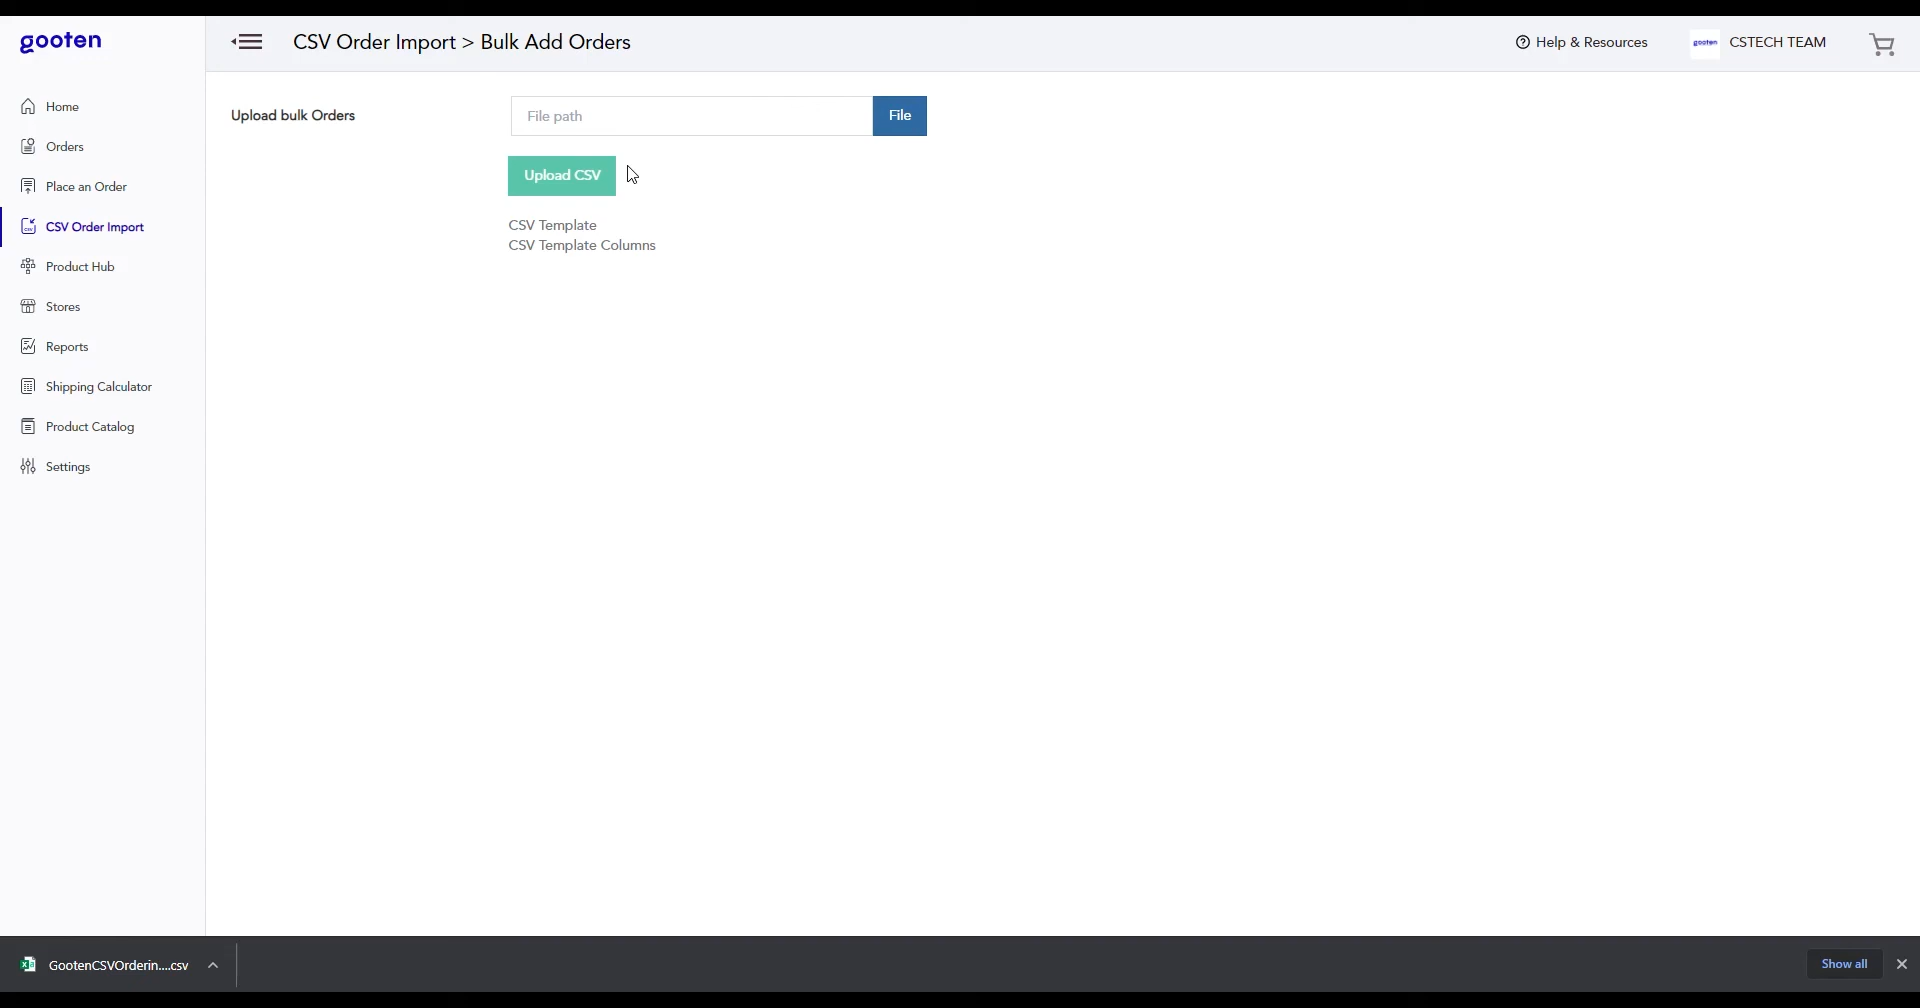 gooten
CSV Order Import > Bulk Add Orders
Help & Resources
gooten
CSTECH TEAM
Home
Orders
Place an Order
CSV Order Import
Product Hub
Stores
Reports
Shipping Calculator
Product Catalog
Settings
Upload bulk Orders
File path
File
Upload CSV
CSV Template
CSV Template Columns
GootenCSVOrderin....csv
Show all